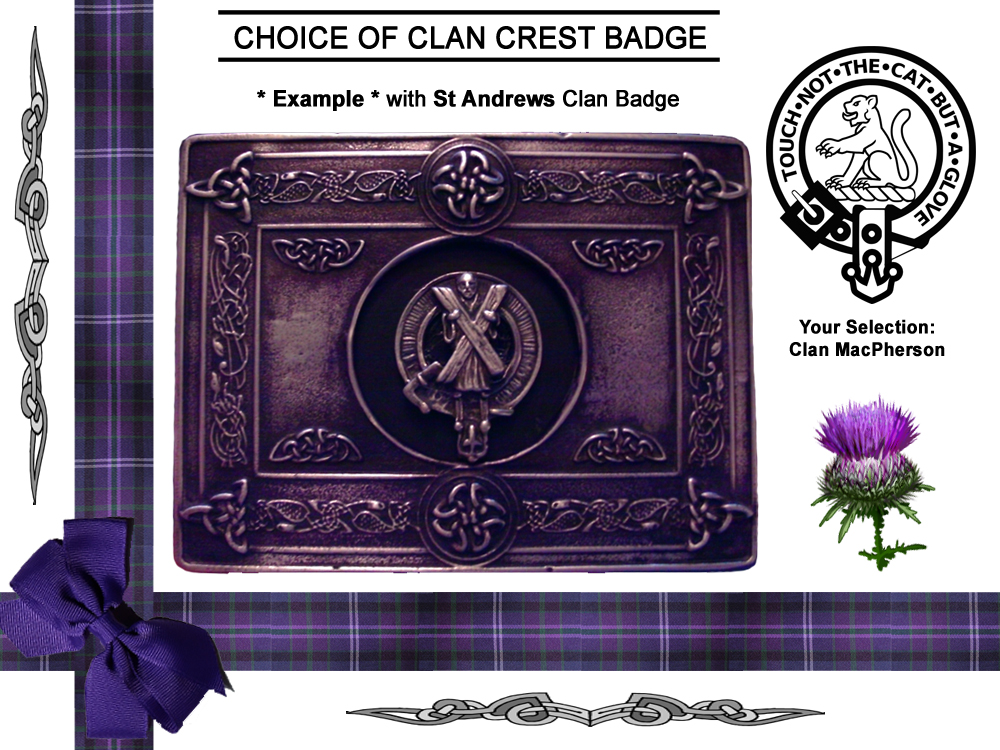 CHOICE OF CLAN CREST BADGE
* Example * with St Andrews Clan Badge
TOUCH•NOT•THE•CAT•BUT•A•GLOVE
Your Selection:
Clan MacPherson